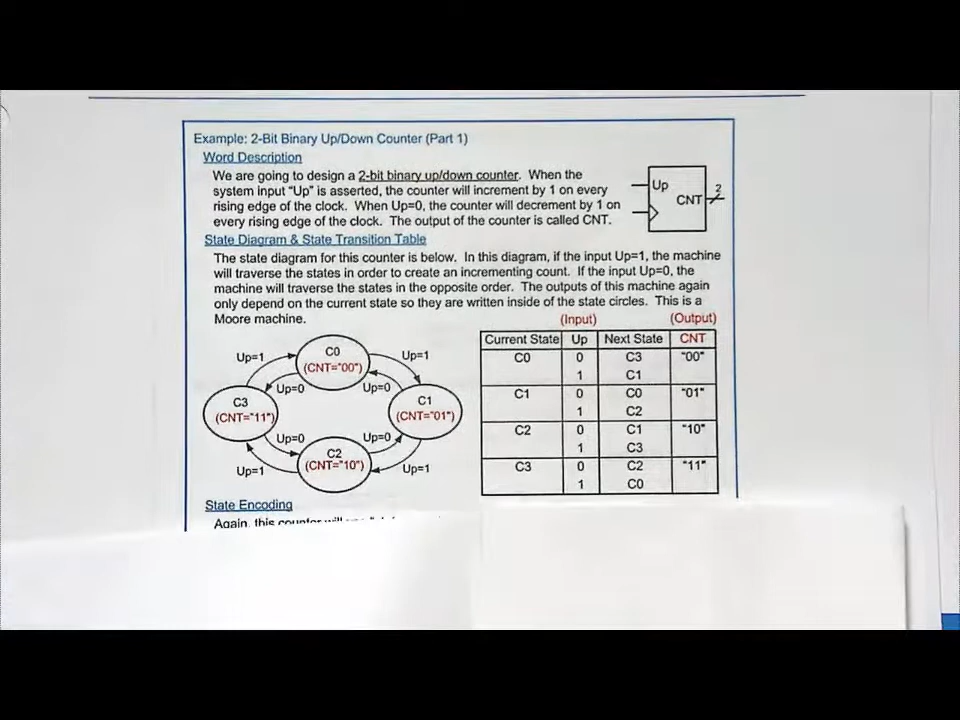 Example: 2-Bit Binary Up/Down Counter (Part 1)
Word Description
We are going to design a 2-bit binary up/down counter. When the
system input "Up" is asserted, the counter will increment by 1 on every
rising edge of the clock. When Up=0, the counter will decrement by 1 on
every rising edge of the clock. The output of the counter is called CNT.
Up
CNT
2
State Diagram & State Transition Table
The state diagram for this counter is below. In this diagram, if the input Up=1, the machine
will traverse the states in order to create an incrementing count. If the input Up=0, the
machine will traverse the states in the opposite order. The outputs of this machine again
only depend on the current state so they are written inside of the state circles. This is a
Moore machine.
Up=1
C0
(CNT="00")
Up=1
Up=0
Up=0
C3
(CNT="11")
C1
(CNT="01")
Up=0
Up=0
C2
(CNT="10")
Up=1
Up=1
(Input) (Output)
Current State Up Next State CNT
C0 0 C3 "00"
1 C1
C1 0 C0 "01"
1 C2
C2 0 C1 "10"
1 C3
C3 0 C2 "11"
1 C0
State Encoding
Again, this counter will